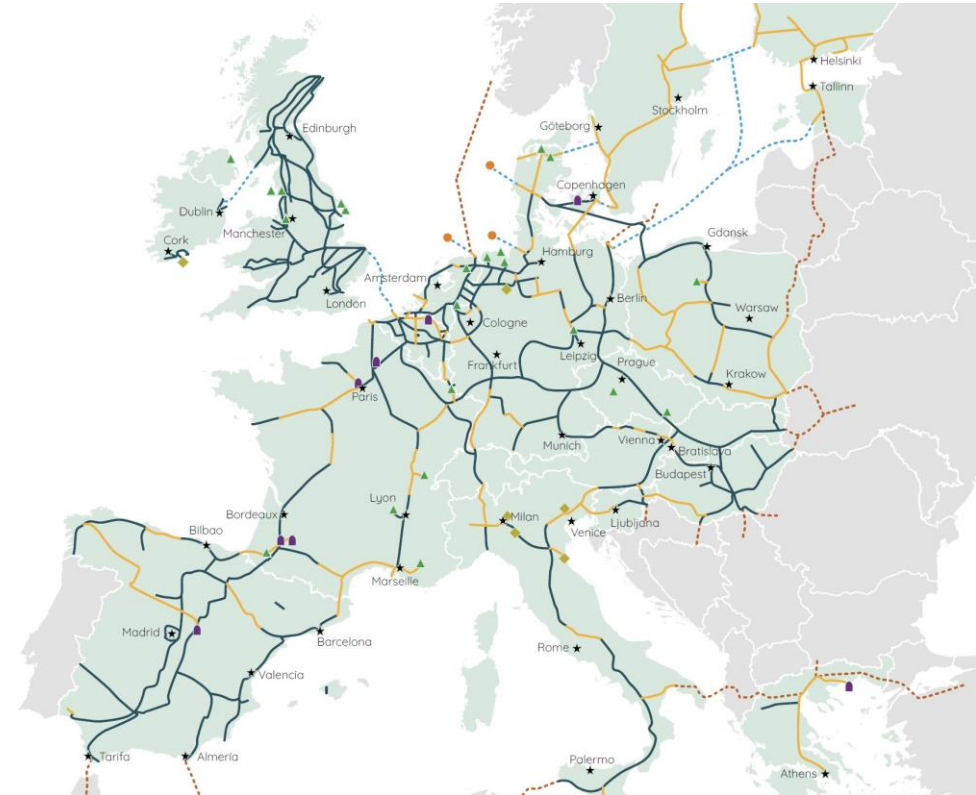 Helsinki
Tallinn
Stockholm
Edinburgh
Göteborg
Copenhagen
Dublin
Manchester
Cork
Gdansk
Hamburg
Amsterdam
London
Berlin
Warsaw
Cologne
Leipzig
Frankfurt
Prague
Krakow
Paris
Munich
Vienna
Bratislava
Budapest
Lyon
Bordeaux
Milan
Venice
Ljubljana
Bilbao
Marseille
Madrid
Barcelona
Rome
Valencia
Tarifa
Almería
Palermo
Athens